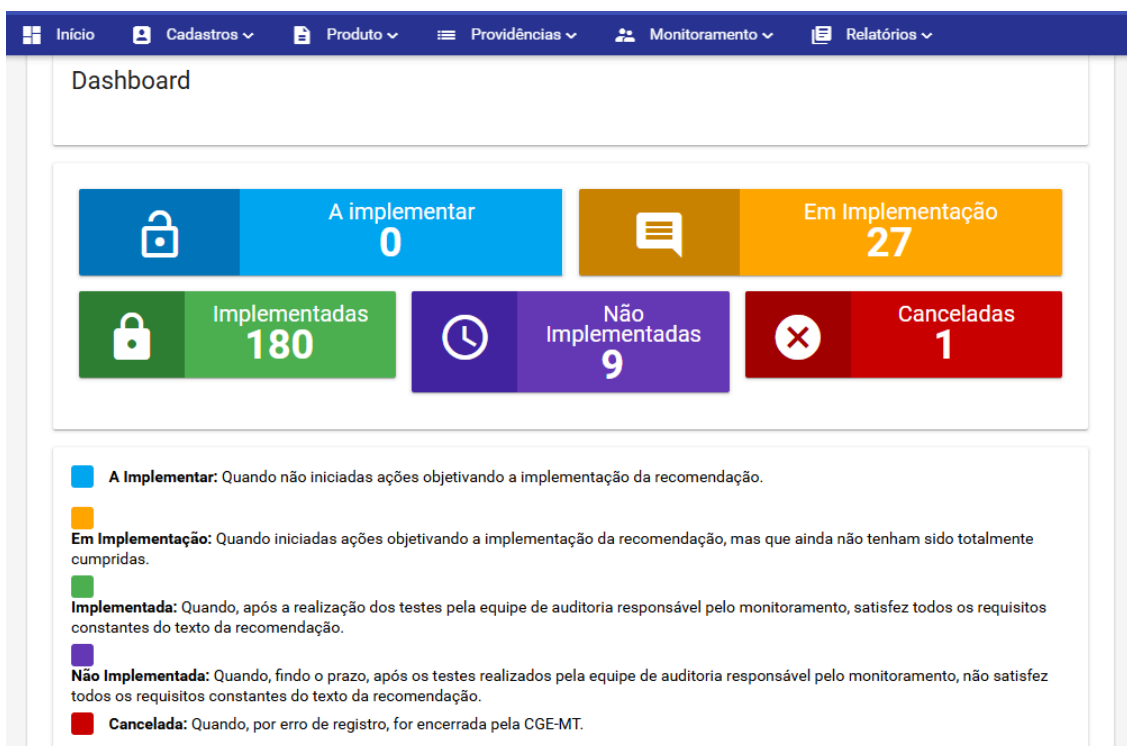 Início Cadastros Produto Providências Monitoramento Relatórios
Dashboard
A implementar
0
Em Implementação
27
Implementadas
180
Não
Implementadas
9
Canceladas
1
A Implementar: Quando não iniciadas ações objetivando a implementação da recomendação.
Em Implementação: Quando iniciadas ações objetivando a implementação da recomendação, mas que ainda não tenham sido totalmente
cumpridas.
Implementada: Quando, após a realização dos testes pela equipe de auditoria responsável pelo monitoramento, satisfez todos os requisitos
constantes do texto da recomendação.
Não Implementada: Quando, findo o prazo, após os testes realizados pela equipe de auditoria responsável pelo monitoramento, não satisfez
todos os requisitos constantes do texto da recomendação.
Cancelada: Quando, por erro de registro, for encerrada pela CGE-MT.